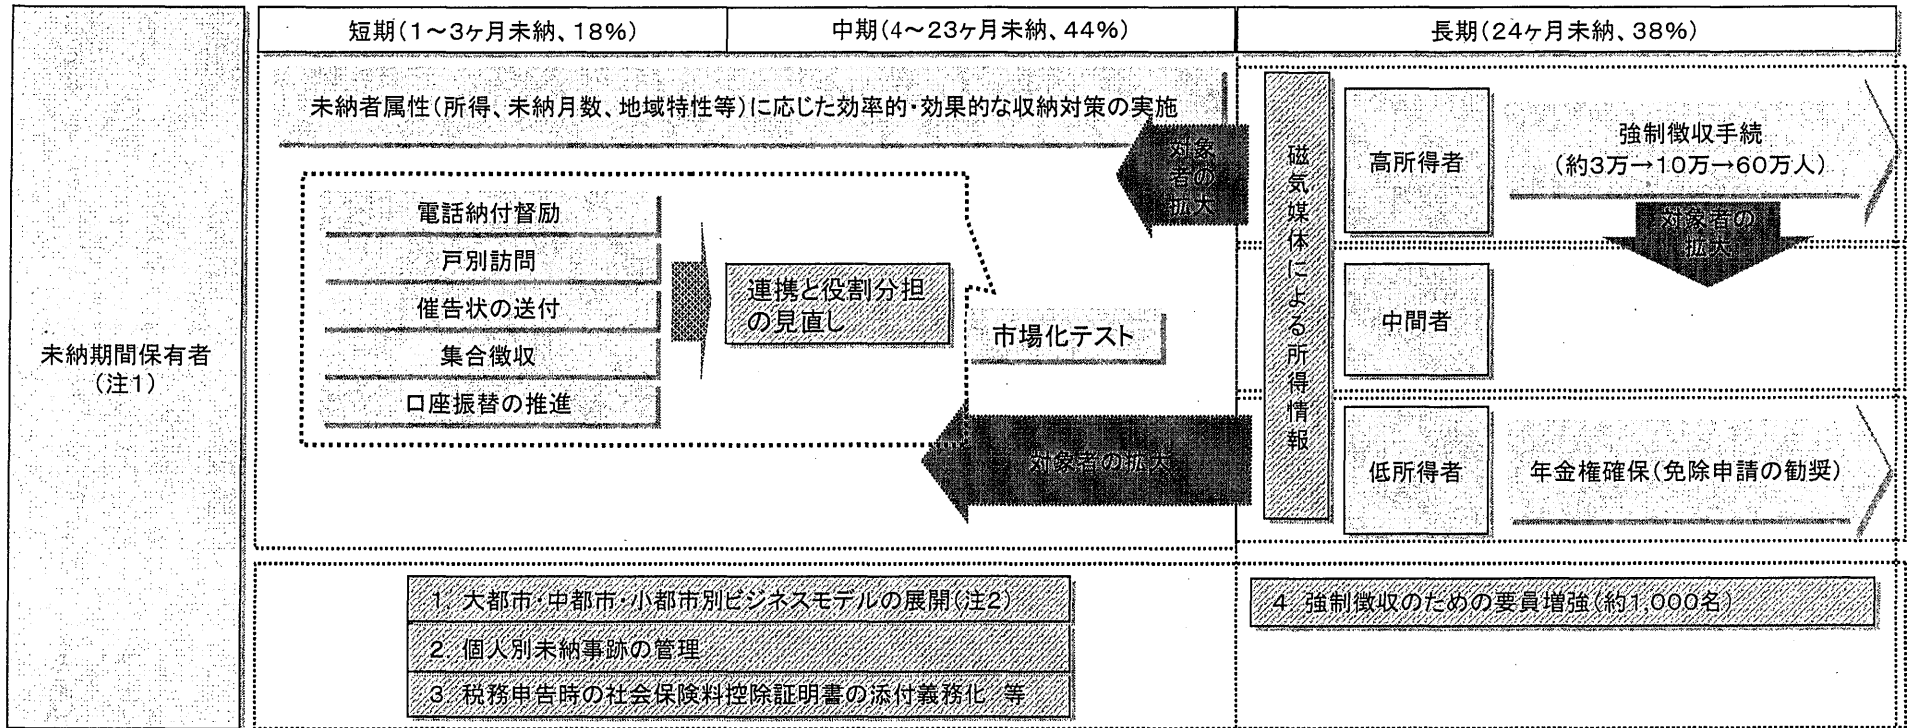 未納期間保有者
(注1)
短期(1～3ヶ月未納、18%)
中期(4～23ヶ月未納、44%)
長期(24ヶ月未納、38%)
未納者属性(所得、未納月数、地域特性等)に応じた効率的・効果的な収納対策の実施
電話納付督励
戸別訪問
催告状の送付
集合徴収
口座振替の推進
連携と役割分担
の見直し
市場化テスト
対象
者の
拡大
対象者の拡大
磁気媒体による所得情報
高所得者
強制徴収手続
(約3万→10万→60万人)
対象者の
拡大
中間者
低所得者
年金権確保(免除申請の勧奨)
1. 大都市・中都市・小都市別ビジネスモデルの展開(注2)
2. 個人別未納事跡の管理
3. 税務申告時の社会保険料控除証明書の添付義務化 等
4. 強制徴収のための要員増強(約1,000名)